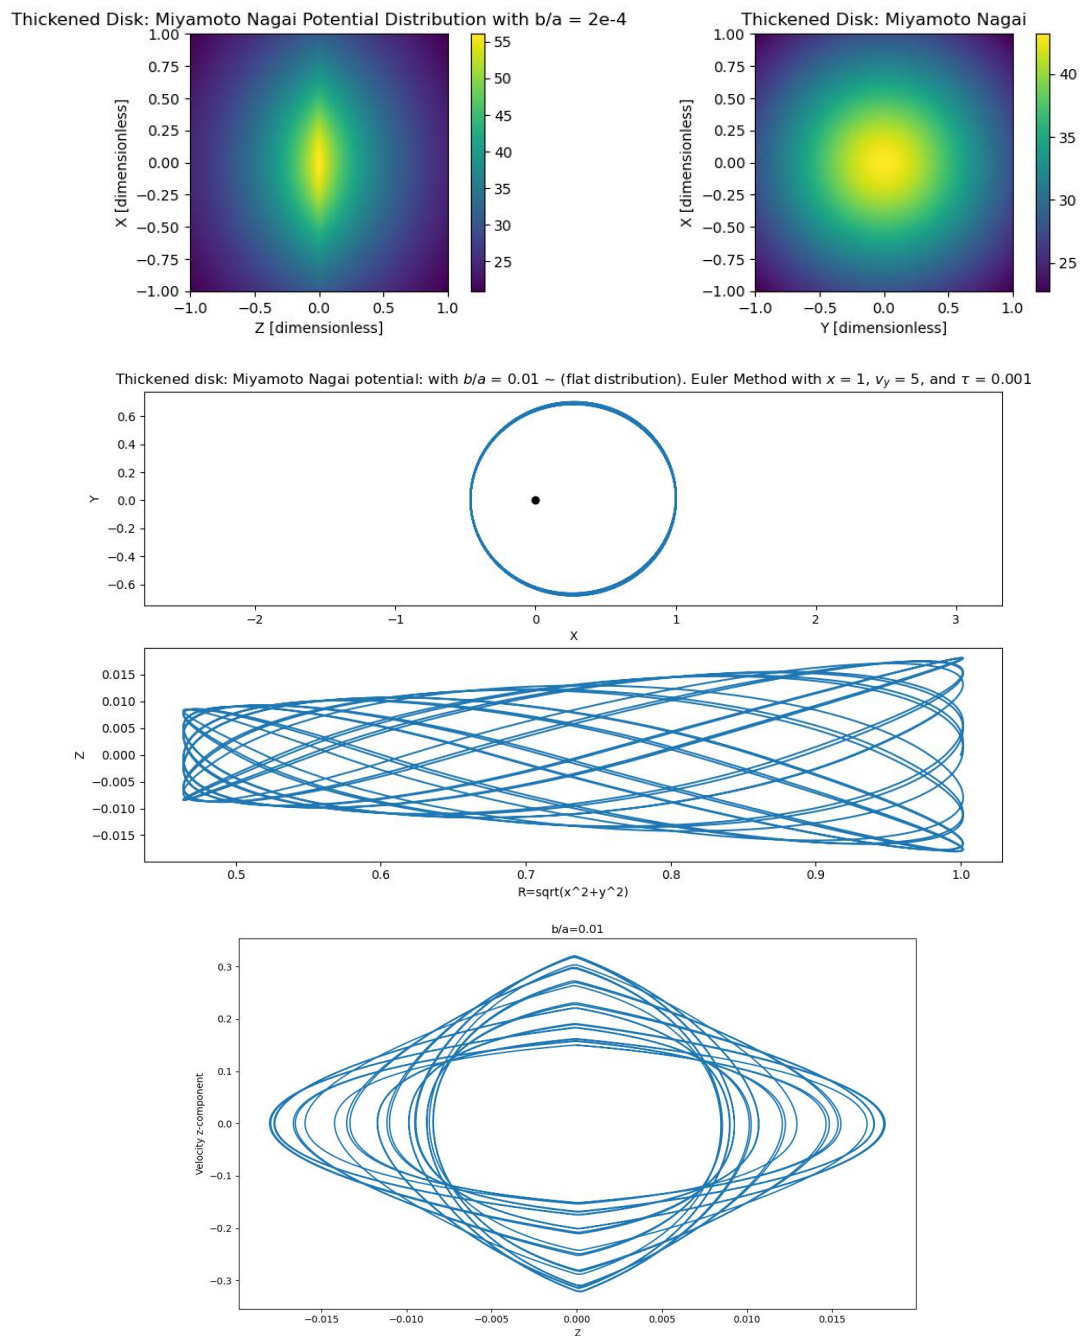 Thickened Disk: Miyamoto Nagai Potential Distribution with b/a = 2e-4
1.00
0.75
0.50
0.25
0.00
−0.25
−0.50
−0.75
−1.00
X [dimensionless]
−1.0 −0.5 0.0 0.5 1.0
Z [dimensionless]
55
50
45
40
35
30
25
Thickened Disk: Miyamoto Nagai
1.00
0.75
0.50
0.25
0.00
−0.25
−0.50
−0.75
−1.00
X [dimensionless]
−1.0 −0.5 0.0 0.5 1.0
Y [dimensionless]
40
35
30
25
Thickened disk: Miyamoto Nagai potential: with b/a = 0.01 ~ (flat distribution). Euler Method with x = 1, v_y = 5, and τ = 0.001
0.6
0.4
0.2
0.0
−0.2
−0.4
−0.6
Y
−2 −1 0 1 2 3
X
0.015
0.010
0.005
0.000
−0.005
−0.010
−0.015
Z
0.5 0.6 0.7 0.8 0.9 1.0
R=sqrt(x^2+y^2)
b/a=0.01
0.3
0.2
0.1
0.0
−0.1
−0.2
−0.3
Velocity z-component
−0.015 −0.010 −0.005 0.000 0.005 0.010 0.015
Z